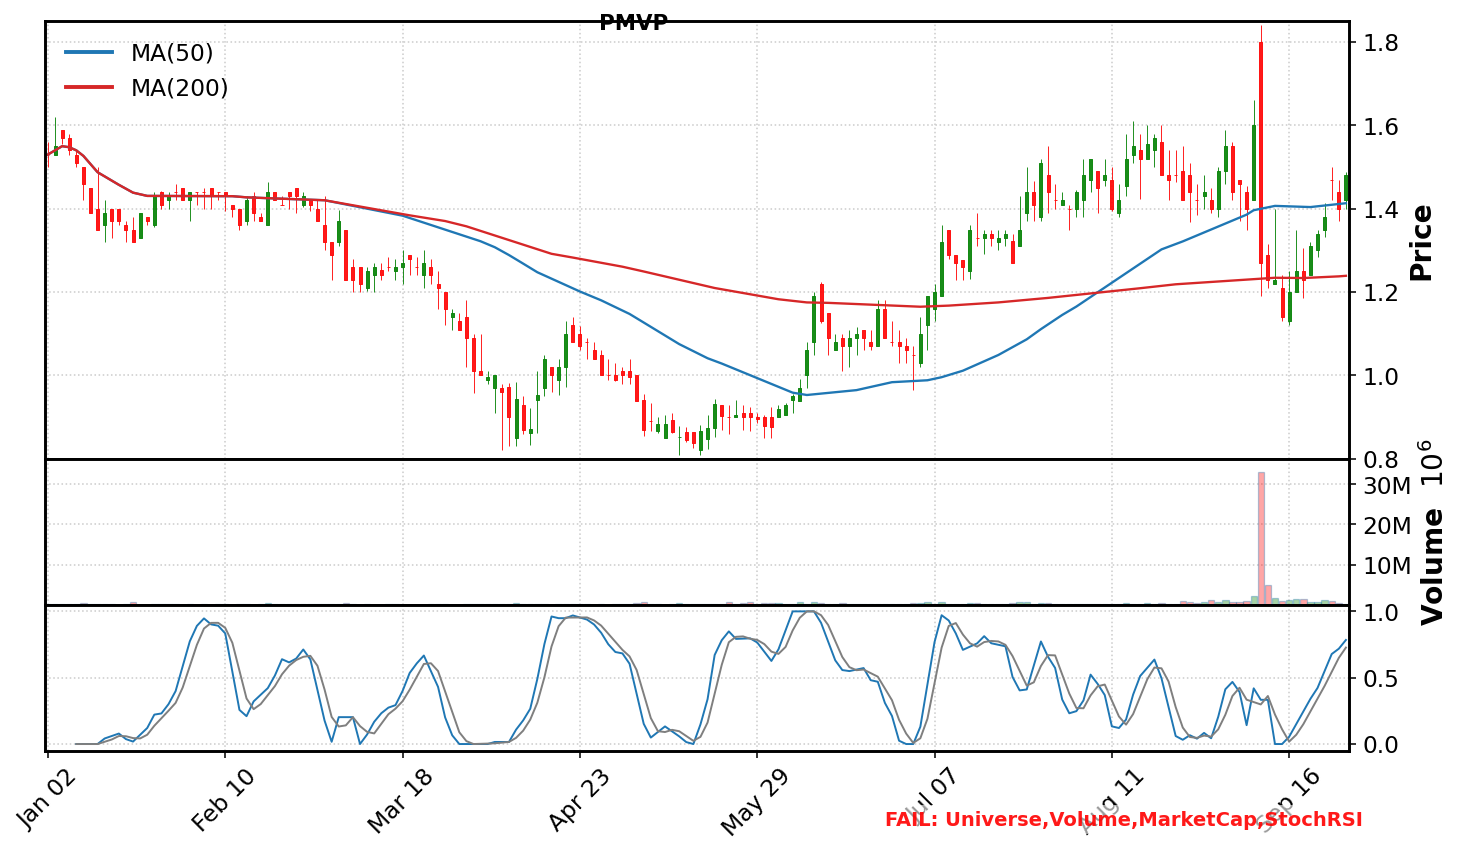 PMVP
MA(50)
MA(200)
1.8
1.6
1.4
1.2
1.0
0.8
Price
30M
20M
10M
Volume 10^6
1.0
0.5
0.0
Jan 02
Feb 10
Mar 18
Apr 23
May 29
Jul 07
Aug 11
Sep 16
FAIL: Universe,Volume,MarketCap,StochRSI